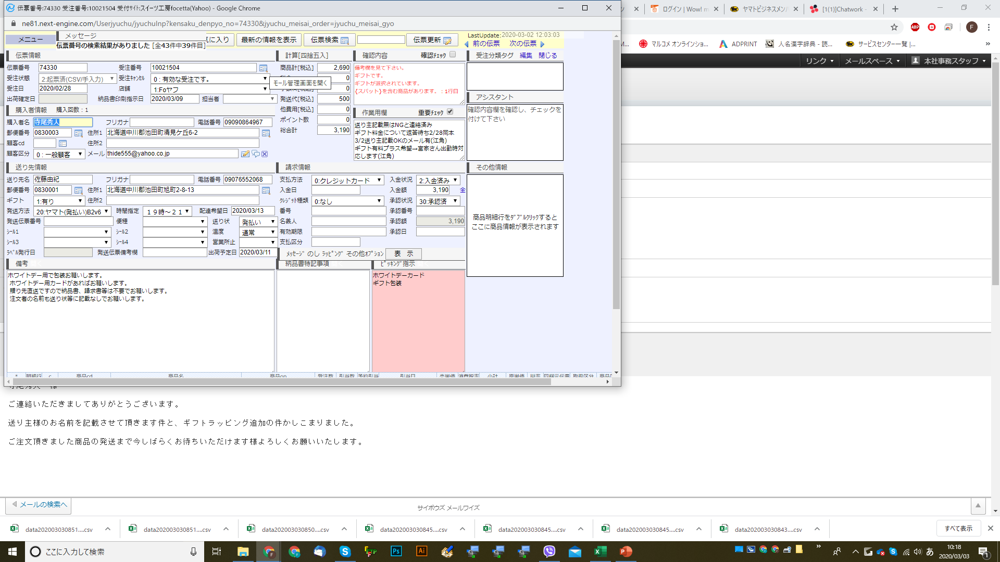 伝票番号:74330 受注番号:10021504 受付ｻｲﾄ:スイーツ工房focetta(Yahoo) - Google Chrome
ログイン | Wow! m
ヤマトビジネスメンバ
[1(1)]Chatwork -
ne81.next-engine.com/Userjyuchu/jyuchuInp?kensaku_denpyo_no=74330&jyuchu_meisai_order=jyuchu_meisai_gyo
マルコメ オンラインショ...
ADPRINT
人名漢字辞典 - 読...
サービスセンター一覧 |...
メニュー
メッセージ
伝票番号の検索結果がありました [全43件中39件目]
に入り
最新の情報を表示
伝票検索
伝票更新
LastUpdate:2020-03-02 12:03:03
前の伝票 次の伝票
リンク
メールスペース
本社事務スタッフ
伝票情報
計算[四捨五入]
確認内容 確認ﾁｪｯｸ
受注分類タグ 編集 閉じる
伝票番号 74330 受注番号 10021504
受注状態 2:起票済(CSV/手入力) 受注ｷｬﾝｾﾙ 0 : 有効な受注です。
受注日 2020/02/28 店舗 1:Foヤフ
出荷確定日 納品書印刷指示日 2020/03/09 担当者
モール管理画面を開く
商品計[税込] 2,690
0
0
発送代[税込] 500
他費用[税込] 0
ポイント数 0
総合計 3,190
備考欄を見て下さい。
ギフトです。
ギフトが選択されています。
{スパット}を含む商品があります。 : 1行目
作業用欄 重要ﾁｪｯｸ
送り主記載無はNGと連絡済み
ギフト料金について返答待ち2/28岡本
3/2送り主記載OKのメール有(江角)
ギフト有料プラス希望→宮家さん出勤時対
応します(江角)
アシスタント
確認内容欄を確認し、チェックを
付けて下さい
購入者情報 購入回数 : 1
購入者名 寺尾秀人 フリガナ 電話番号 09090864967
郵便番号 0830003 住所1 北海道中川郡池田町清見ケ丘6-2
顧客cd 住所2
顧客区分 0 : 一般顧客 メール thide555@yahoo.co.jp
送り先情報
請求情報
その他情報
送り先名 佐藤由紀 フリガナ 電話番号 09076552068
郵便番号 0830001 住所1 北海道中川郡池田町旭町2-8-13
ギフト 1:有り 住所2
発送方法 20:ヤマト(発払い)B2v6 時間指定 １９時～２１ 配達希望日 2020/03/13
発送伝票番号 便種 送り状 発払い
ｼｰﾙ1 ｼｰﾙ2 温度 通常
ｼｰﾙ3 ｼｰﾙ4 営業所止
ﾗﾍﾞﾙ発行日 発送伝票備考欄 出荷予定日 2020/03/11
支払方法 0:クレジットカード 入金状況 2:入金済み
入金日 入金額 3,190 全
ｸﾚｼﾞｯﾄ種類 0:なし 承認状況 30:承認済
番号 承認番号
名義人 承認額 3,190
有効期限 承認日
支払区分
ﾒｯｾｰｼﾞ のし ﾗｯﾋﾟﾝｸﾞ その他ｵﾌﾟｼｮﾝ 表 示
商品明細行をﾀﾞﾌﾞﾙｸﾘｯｸすると
ここに商品情報が表示されます
備考
納品書特記事項
ﾋﾟｯｷﾝｸﾞ指示
ホワイトデー用で包装お願いします。
ホワイトデー用カードがあればお願いします。
贈り先直送ですので納品書、請求書等は不要でお願いします。
注文者の名前も送り状等に記載なしでお願いします。
ホワイトデーカード
ギフト包装
ご連絡いただきましてありがとうございます。
送り主様のお名前を記載させて頂きます件と、ギフトラッピング追加の件かしこまりました。
ご注文頂きました商品の発送まで今しばらくお待ちいただけます様よろしくお願いいたします。
メールの検索へ
サイボウズ メールワイズ
data202003030851....csv
data202003030851....csv
data202003030850....csv
data202003030845....csv
data202003030845....csv
data202003030845....csv
data202003030843....csv
すべて表示
ここに入力して検索
あ
10:18
2020/03/03
1